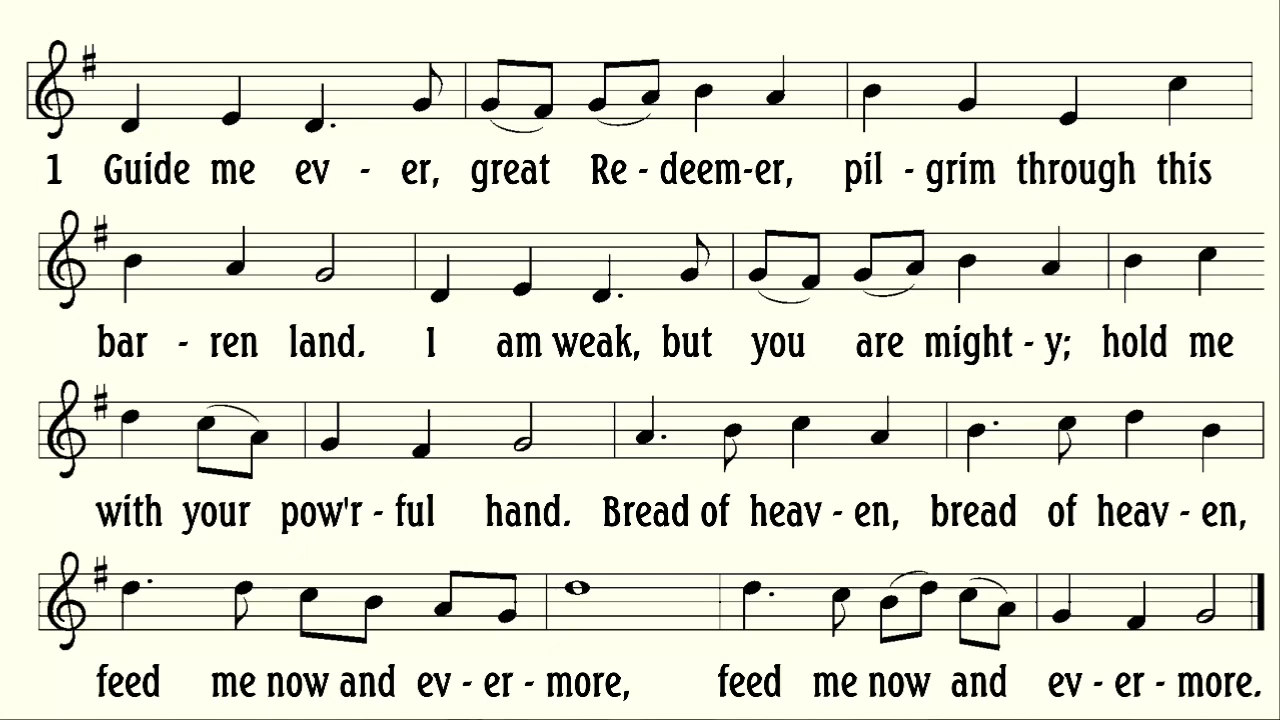 1 Guide me ev - er, great Re - deem-er, pil - grim through this
bar - ren land. I am weak, but you are might - y; hold me
with your pow'r - ful hand. Bread of heav - en, bread of heav - en,
feed me now and ev - er - more, feed me now and ev - er - more.